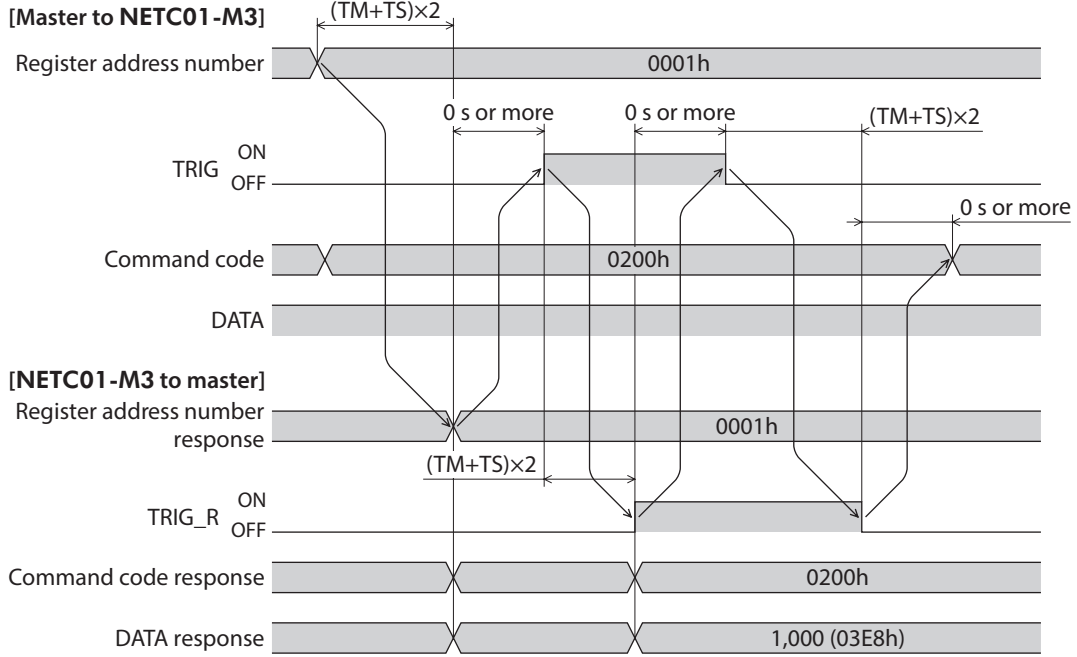 [Master to NETC01-M3]
(TM+TS)×2
Register address number
0001h
0 s or more
0 s or more
(TM+TS)×2
TRIG
ON
OFF
0 s or more
Command code
0200h
DATA
[NETC01-M3 to master]
Register address number
response
0001h
(TM+TS)×2
TRIG_R
ON
OFF
Command code response
0200h
DATA response
1,000 (03E8h)